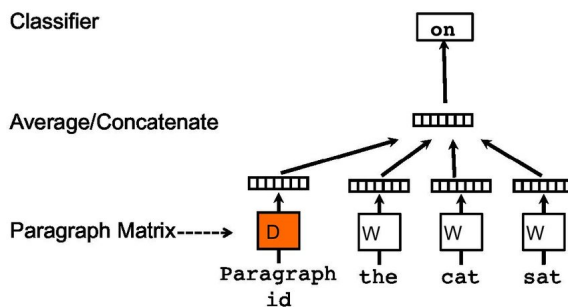 Classifier
on
Average/Concatenate
Paragraph Matrix
D
W
W
W
Paragraph
id
the
cat
sat